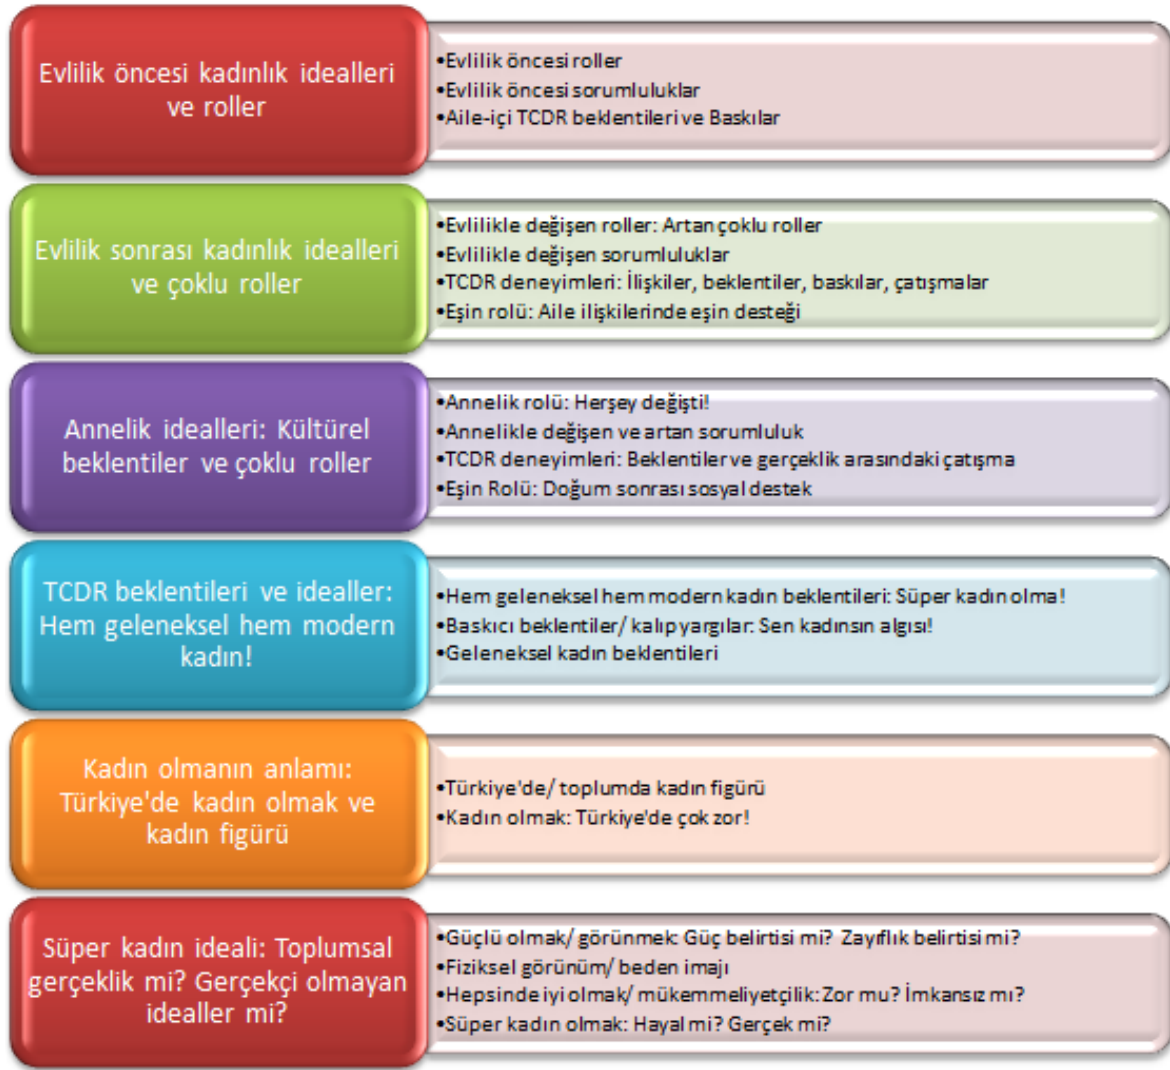 Evlilik öncesi kadınlık idealleri
ve roller
•Evlilik öncesi roller
•Evlilik öncesi sorumluluklar
•Aile-içi TCDR beklentileri ve Baskılar
Evlilik sonrası kadınlık idealleri
ve çoklu roller
•Evlilikle değişen roller: Artan çoklu roller
•Evlilikle değişen sorumluluklar
•TCDR deneyimleri: İlişkiler, beklentiler, baskılar, çatışmalar
•Eşin rolü: Aile ilişkilerinde eşin desteği
Annelik idealleri: Kültürel
beklentiler ve çoklu roller
•Annelik rolü: Herşey değişti!
•Annelikle değişen ve artan sorumluluk
•TCDR deneyimleri: Beklentiler ve gerçeklik arasındaki çatışma
•Eşin Rolü: Doğum sonrası sosyal destek
TCDR beklentileri ve idealler:
Hem geleneksel hem modern
kadın!
•Hem geleneksel hem modern kadın beklentileri: Süper kadın olma!
•Baskıcı beklentiler/ kalıp yargılar: Sen kadınsın algısı!
•Geleneksel kadın beklentileri
Kadın olmanın anlamı:
Türkiye'de kadın olmak ve
kadın figürü
•Türkiye'de/ toplumda kadın figürü
•Kadın olmak: Türkiye'de çok zor!
Süper kadın ideali: Toplumsal
gerçeklik mi? Gerçekçi olmayan
idealler mi?
•Güçlü olmak/ görünmek: Güç belirtisi mi? Zayıflık belirtisi mi?
•Fiziksel görünüm/ beden imajı
•Hepsinde iyi olmak/ mükemmeliyetçilik: Zor mu? İmkansız mı?
•Süper kadın olmak: Hayal mi? Gerçek mi?